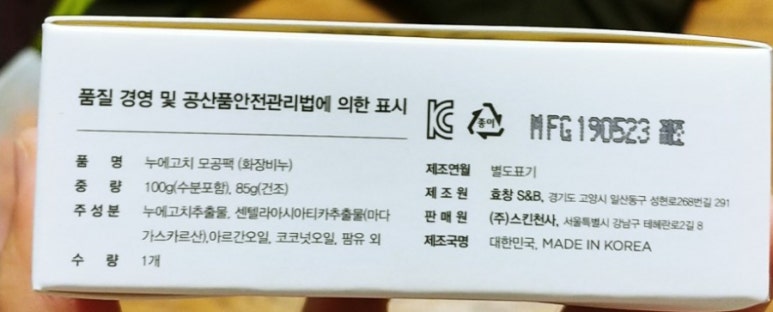 품질 경영 및 공산품안전관리법에 의한 표시
품 명 누에고치 모공팩 (화장비누)
중 량 100g(수분포함), 85g(건조)
주 성 분 누에고치추출물, 센텔라아시아티카추출물(마다
가스카르산),아르간오일, 코코넛오일, 팜유 외
수 량 1개
종이
MFG 190523
제조연월 별도표기
제 조 원 효창 S&B, 경기도 고양시 일산동구 성현로268번길 291
판 매 원 (주)스킨천사, 서울특별시 강남구 테헤란로2길 8
제조국명 대한민국, MADE IN KOREA